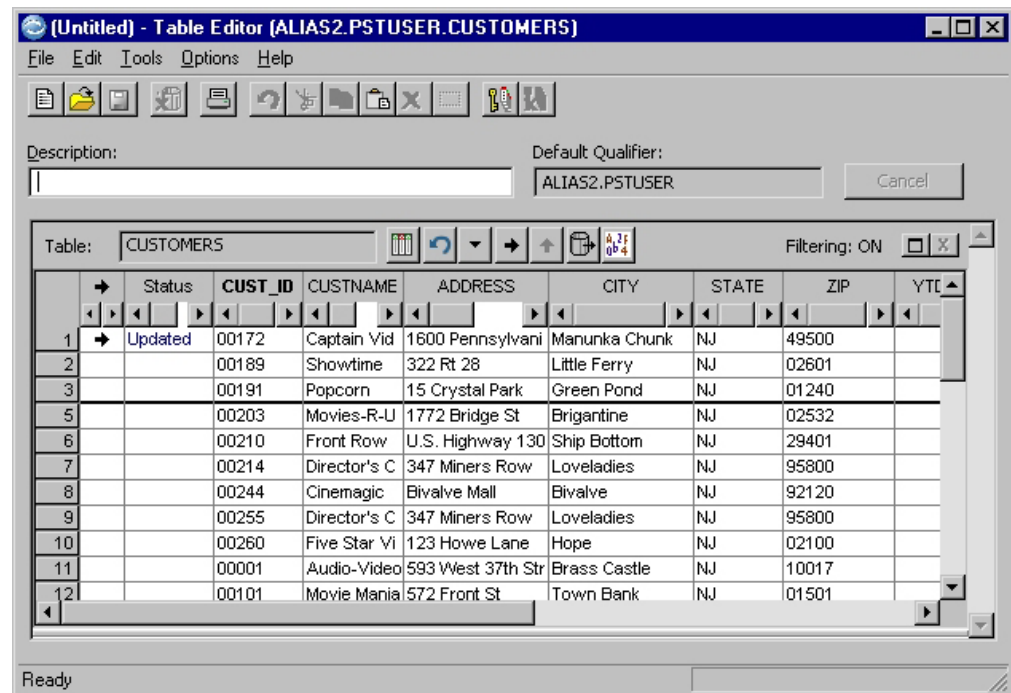 (Untitled) - Table Editor (ALIAS2.PSTUSER.CUSTOMERS)
File Edit Tools Options Help
Description: Default Qualifier:
ALIAS2.PSTUSER Cancel
Table: CUSTOMERS Filtering: ON
Status CUST_ID CUSTNAME ADDRESS CITY STATE ZIP YTD
1 Updated 00172 Captain Vid 1600 Pennsylvani Manunka Chunk NJ 49500
2 00189 Showtime 322 Rt 28 Little Ferry NJ 02601
3 00191 Popcorn 15 Crystal Park Green Pond NJ 01240
5 00203 Movies-R-U 1772 Bridge St Brigantine NJ 02532
6 00210 Front Row U.S. Highway 130 Ship Bottom NJ 29401
7 00214 Director's C 347 Miners Row Loveladies NJ 95800
8 00244 Cinemagic Bivalve Mall Bivalve NJ 92120
9 00255 Director's C 347 Miners Row Loveladies NJ 95800
10 00260 Five Star Vi 123 Howe Lane Hope NJ 02100
11 00001 Audio-Video 593 West 37th Str Brass Castle NJ 10017
12 00101 Movie Mania 572 Front St Town Bank NJ 01501
Ready